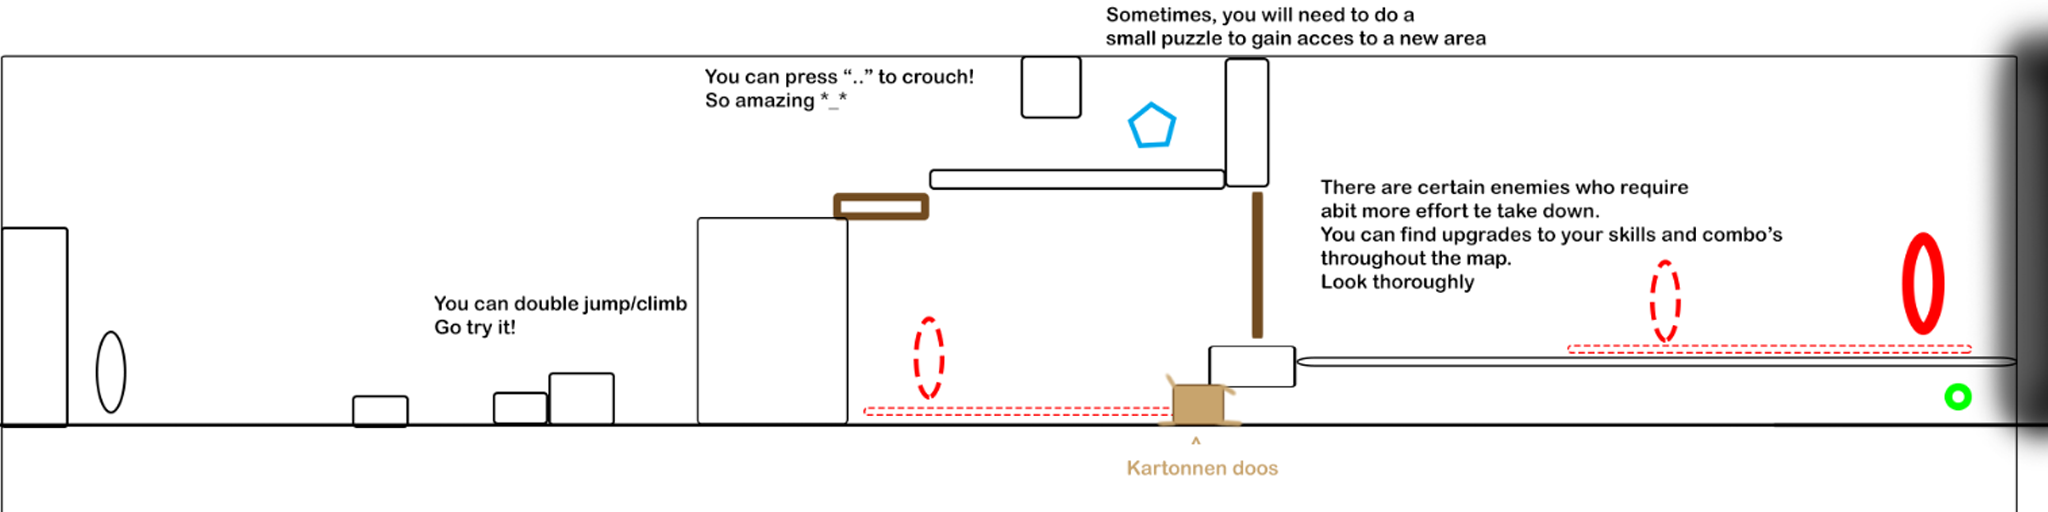 Sometimes, you will need to do a
small puzzle to gain acces to a new area
You can press “..” to crouch!
So amazing *_*
There are certain enemies who require
abit more effort te take down.
You can find upgrades to your skills and combo’s
throughout the map.
Look thoroughly
You can double jump/climb
Go try it!
^
Kartonnen doos